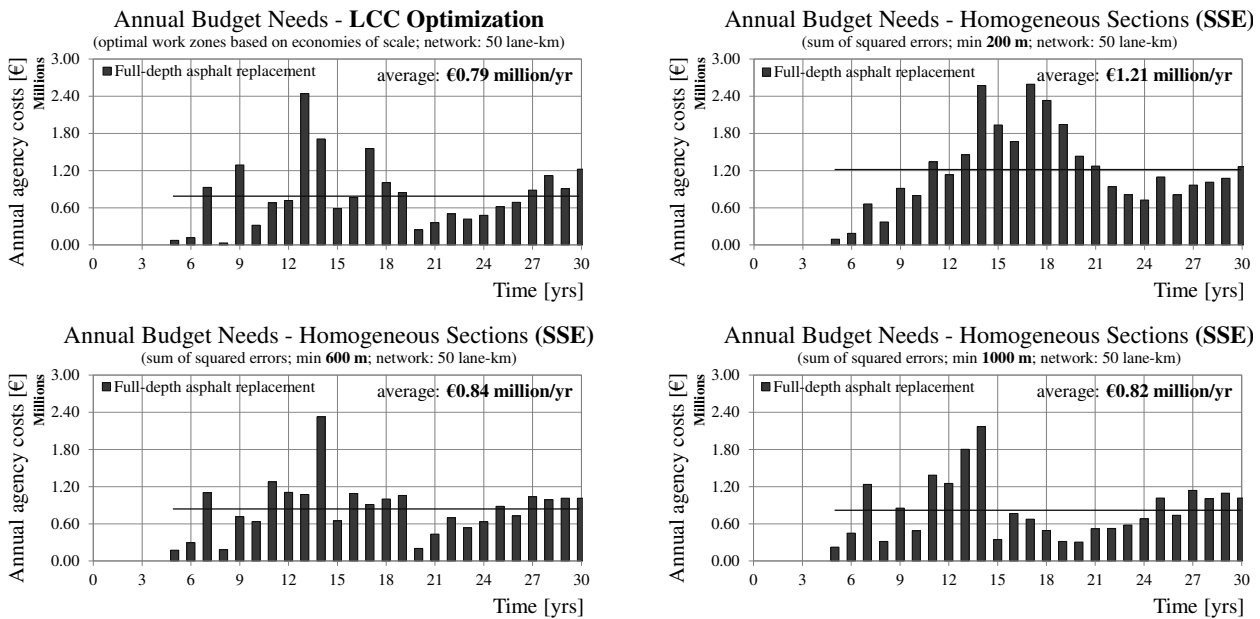 Annual Budget Needs - LCC Optimization
(optimal work zones based on economies of scale; network: 50 lane-km)
Annual agency costs [€]
Millions
3.00
2.40
1.80
1.20
0.60
0.00
Full-depth asphalt replacement
average: €0.79 million/yr
0 3 6 9 12 15 18 21 24 27 30
Time [yrs]
Annual Budget Needs - Homogeneous Sections (SSE)
(sum of squared errors; min 200 m; network: 50 lane-km)
Annual agency costs [€]
Millions
3.00
2.40
1.80
1.20
0.60
0.00
Full-depth asphalt replacement
average: €1.21 million/yr
0 3 6 9 12 15 18 21 24 27 30
Time [yrs]
Annual Budget Needs - Homogeneous Sections (SSE)
(sum of squared errors; min 600 m; network: 50 lane-km)
Annual agency costs [€]
Millions
3.00
2.40
1.80
1.20
0.60
0.00
Full-depth asphalt replacement
average: €0.84 million/yr
0 3 6 9 12 15 18 21 24 27 30
Time [yrs]
Annual Budget Needs - Homogeneous Sections (SSE)
(sum of squared errors; min 1000 m; network: 50 lane-km)
Annual agency costs [€]
Millions
3.00
2.40
1.80
1.20
0.60
0.00
Full-depth asphalt replacement
average: €0.82 million/yr
0 3 6 9 12 15 18 21 24 27 30
Time [yrs]